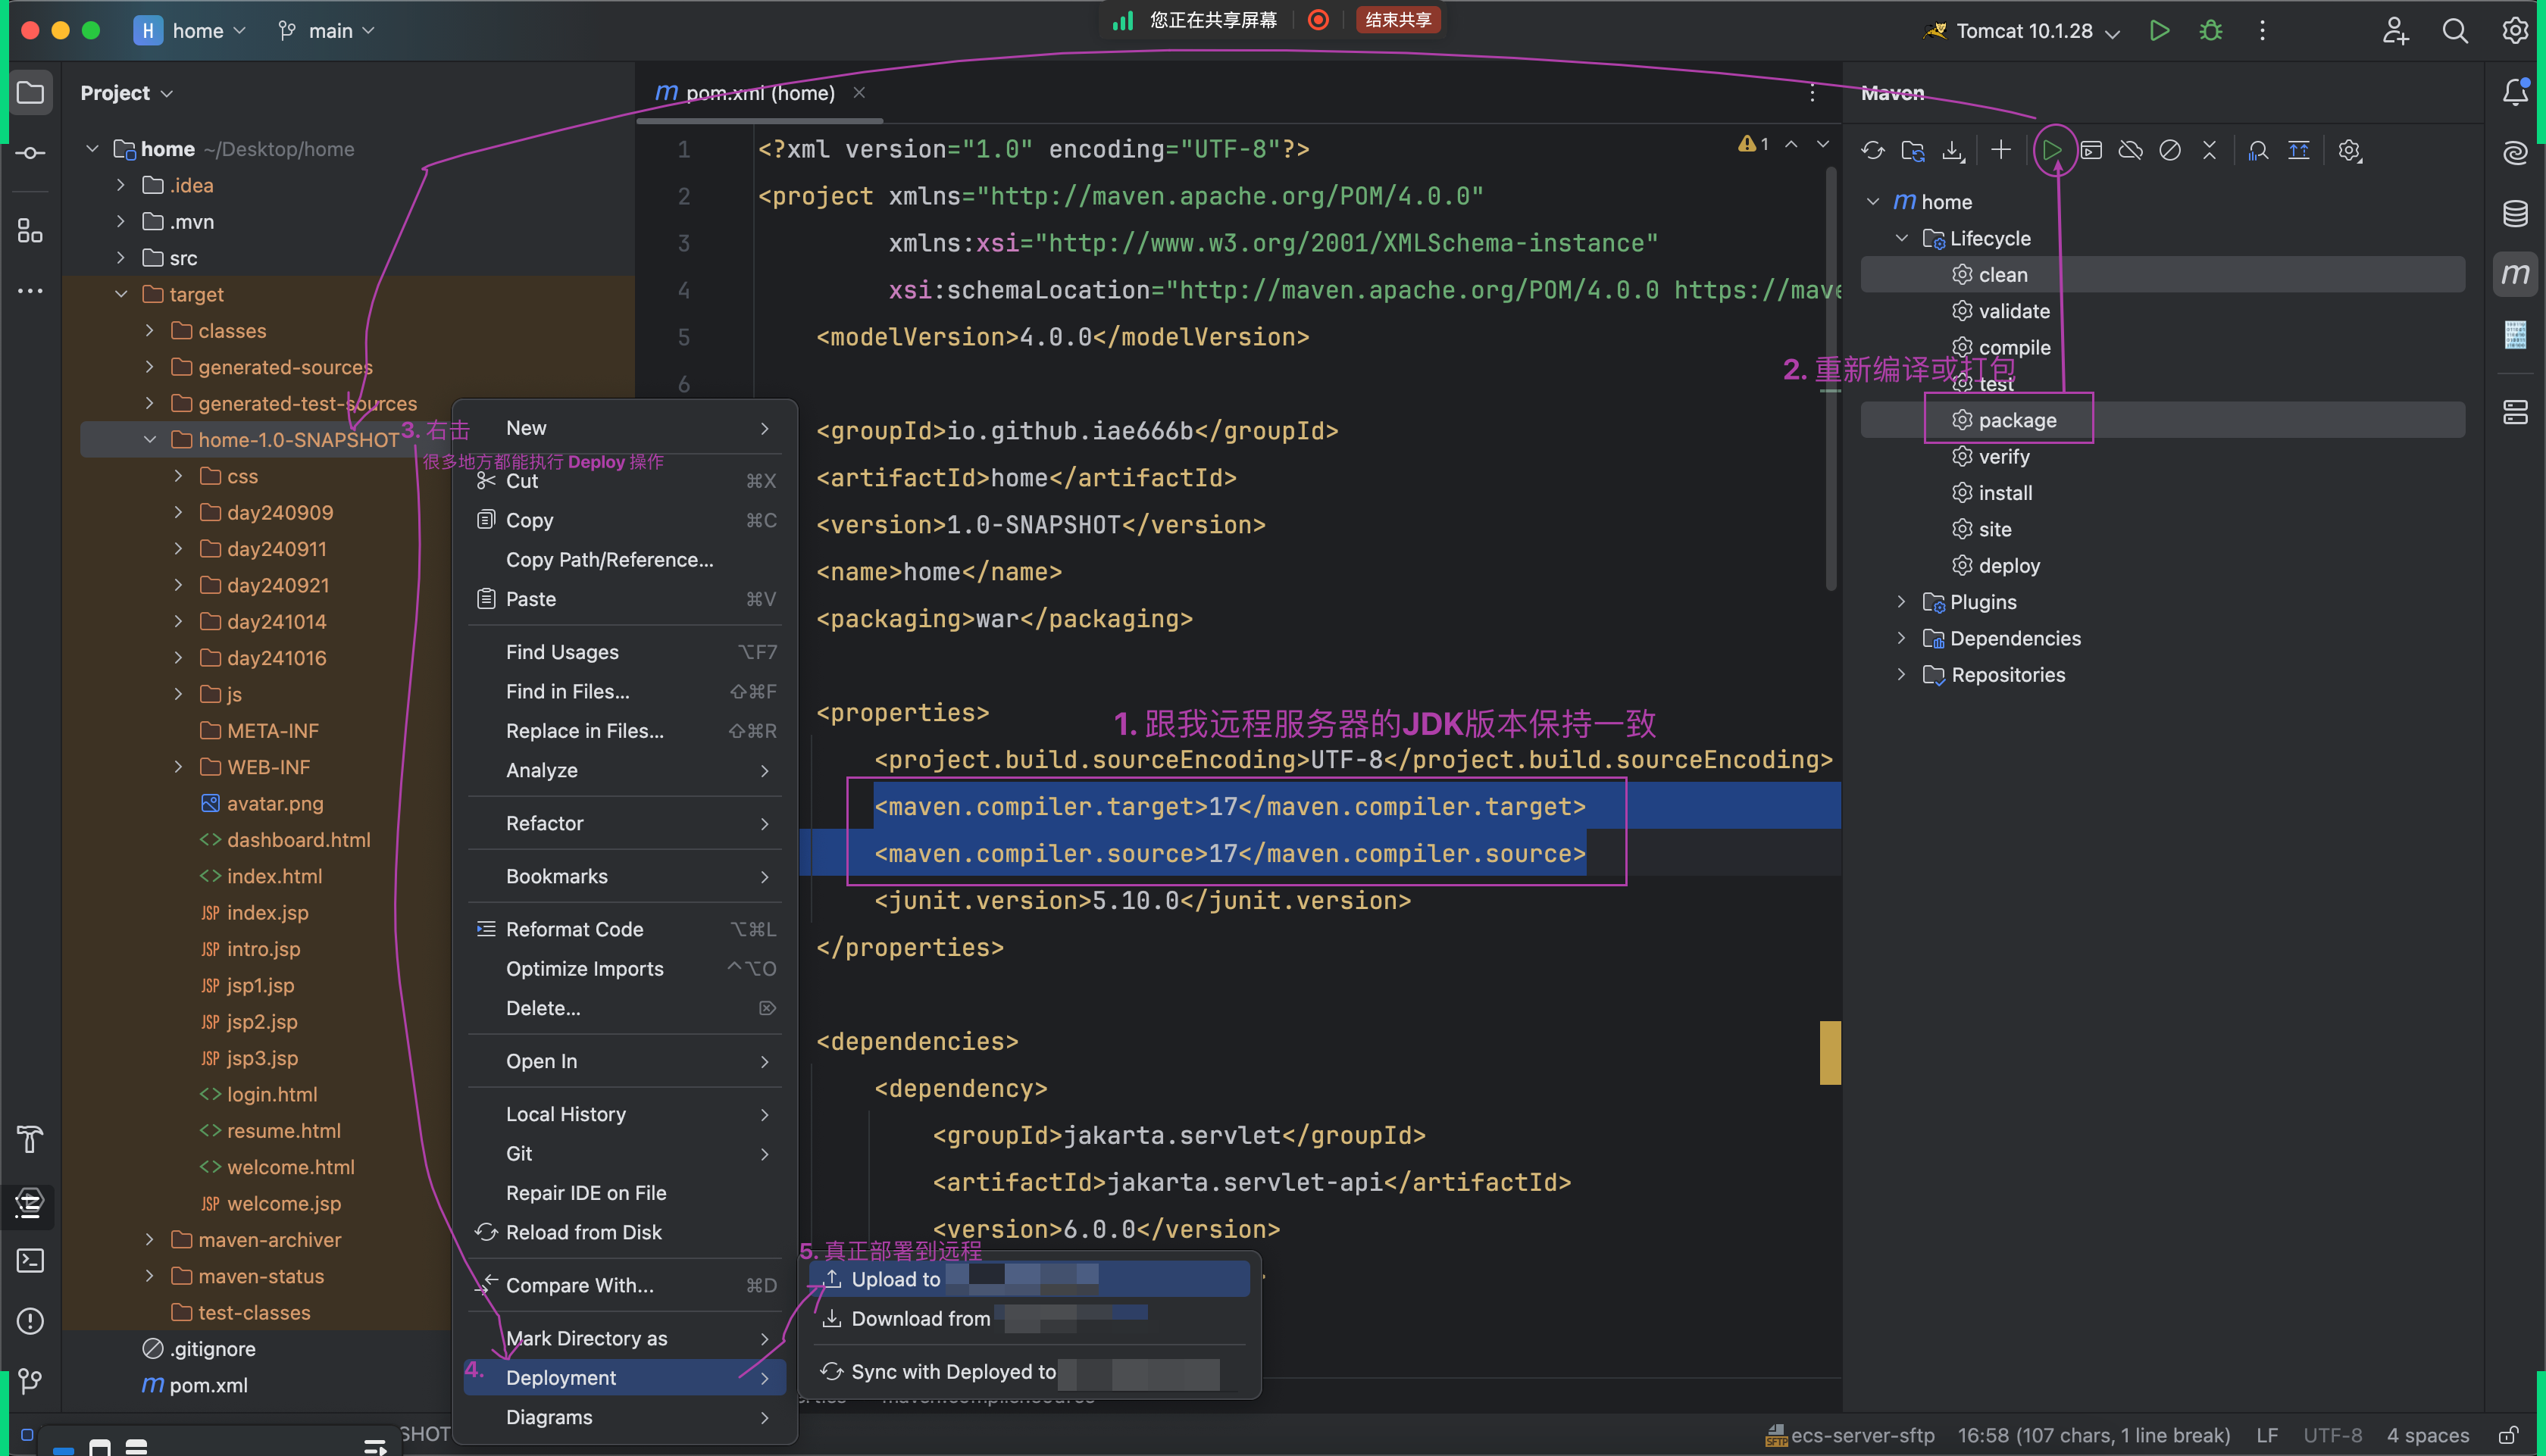 H home main
您正在共享屏幕 结束共享
Tomcat 10.1.28
Project
home ~/Desktop/home
.idea
.mvn
src
target
classes
generated-sources
generated-test-sources
home-1.0-SNAPSHOT
css
day240909
day240911
day240921
day241014
day241016
js
META-INF
WEB-INF
avatar.png
dashboard.html
index.html
JSP index.jsp
JSP intro.jsp
JSP jsp1.jsp
JSP jsp2.jsp
JSP jsp3.jsp
login.html
resume.html
welcome.html
JSP welcome.jsp
maven-archiver
maven-status
test-classes
.gitignore
m pom.xml
m pom.xml (home)
1
1 <?xml version="1.0" encoding="UTF-8"?>
2 <project xmlns="http://maven.apache.org/POM/4.0.0"
3 xmlns:xsi="http://www.w3.org/2001/XMLSchema-instance"
4 xsi:schemaLocation="http://maven.apache.org/POM/4.0.0 https://mave
5 <modelVersion>4.0.0</modelVersion>
6
<groupId>io.github.iae666b</groupId>
<artifactId>home</artifactId>
<version>1.0-SNAPSHOT</version>
<name>home</name>
<packaging>war</packaging>
<properties>
1. 跟我远程服务器的JDK版本保持一致
<project.build.sourceEncoding>UTF-8</project.build.sourceEncoding>
<maven.compiler.target>17</maven.compiler.target>
<maven.compiler.source>17</maven.compiler.source>
<junit.version>5.10.0</junit.version>
</properties>
<dependencies>
<dependency>
<groupId>jakarta.servlet</groupId>
<artifactId>jakarta.servlet-api</artifactId>
<version>6.0.0</version>
3. 右击
很多地方都能执行 Deploy 操作
New
Cut ⌘X
Copy ⌘C
Copy Path/Reference...
Paste ⌘V
Find Usages ⌥F7
Find in Files... ⇧⌘F
Replace in Files... ⇧⌘R
Analyze
Refactor
Bookmarks
Reformat Code ⌥⌘L
Optimize Imports ^⌥O
Delete... ⌦
Open In
Local History
Git
Repair IDE on File
Reload from Disk
Compare With... ⌘D
Mark Directory as
4. Deployment
Diagrams
5. 真正部署到远程
Upload to
Download from
Sync with Deployed to
Maven
m home
Lifecycle
clean
validate
compile
2. 重新编译或打包
test
package
verify
install
site
deploy
Plugins
Dependencies
Repositories
m
SHOT
SFTP ecs-server-sftp 16:58 (107 chars, 1 line break) LF UTF-8 4 spaces